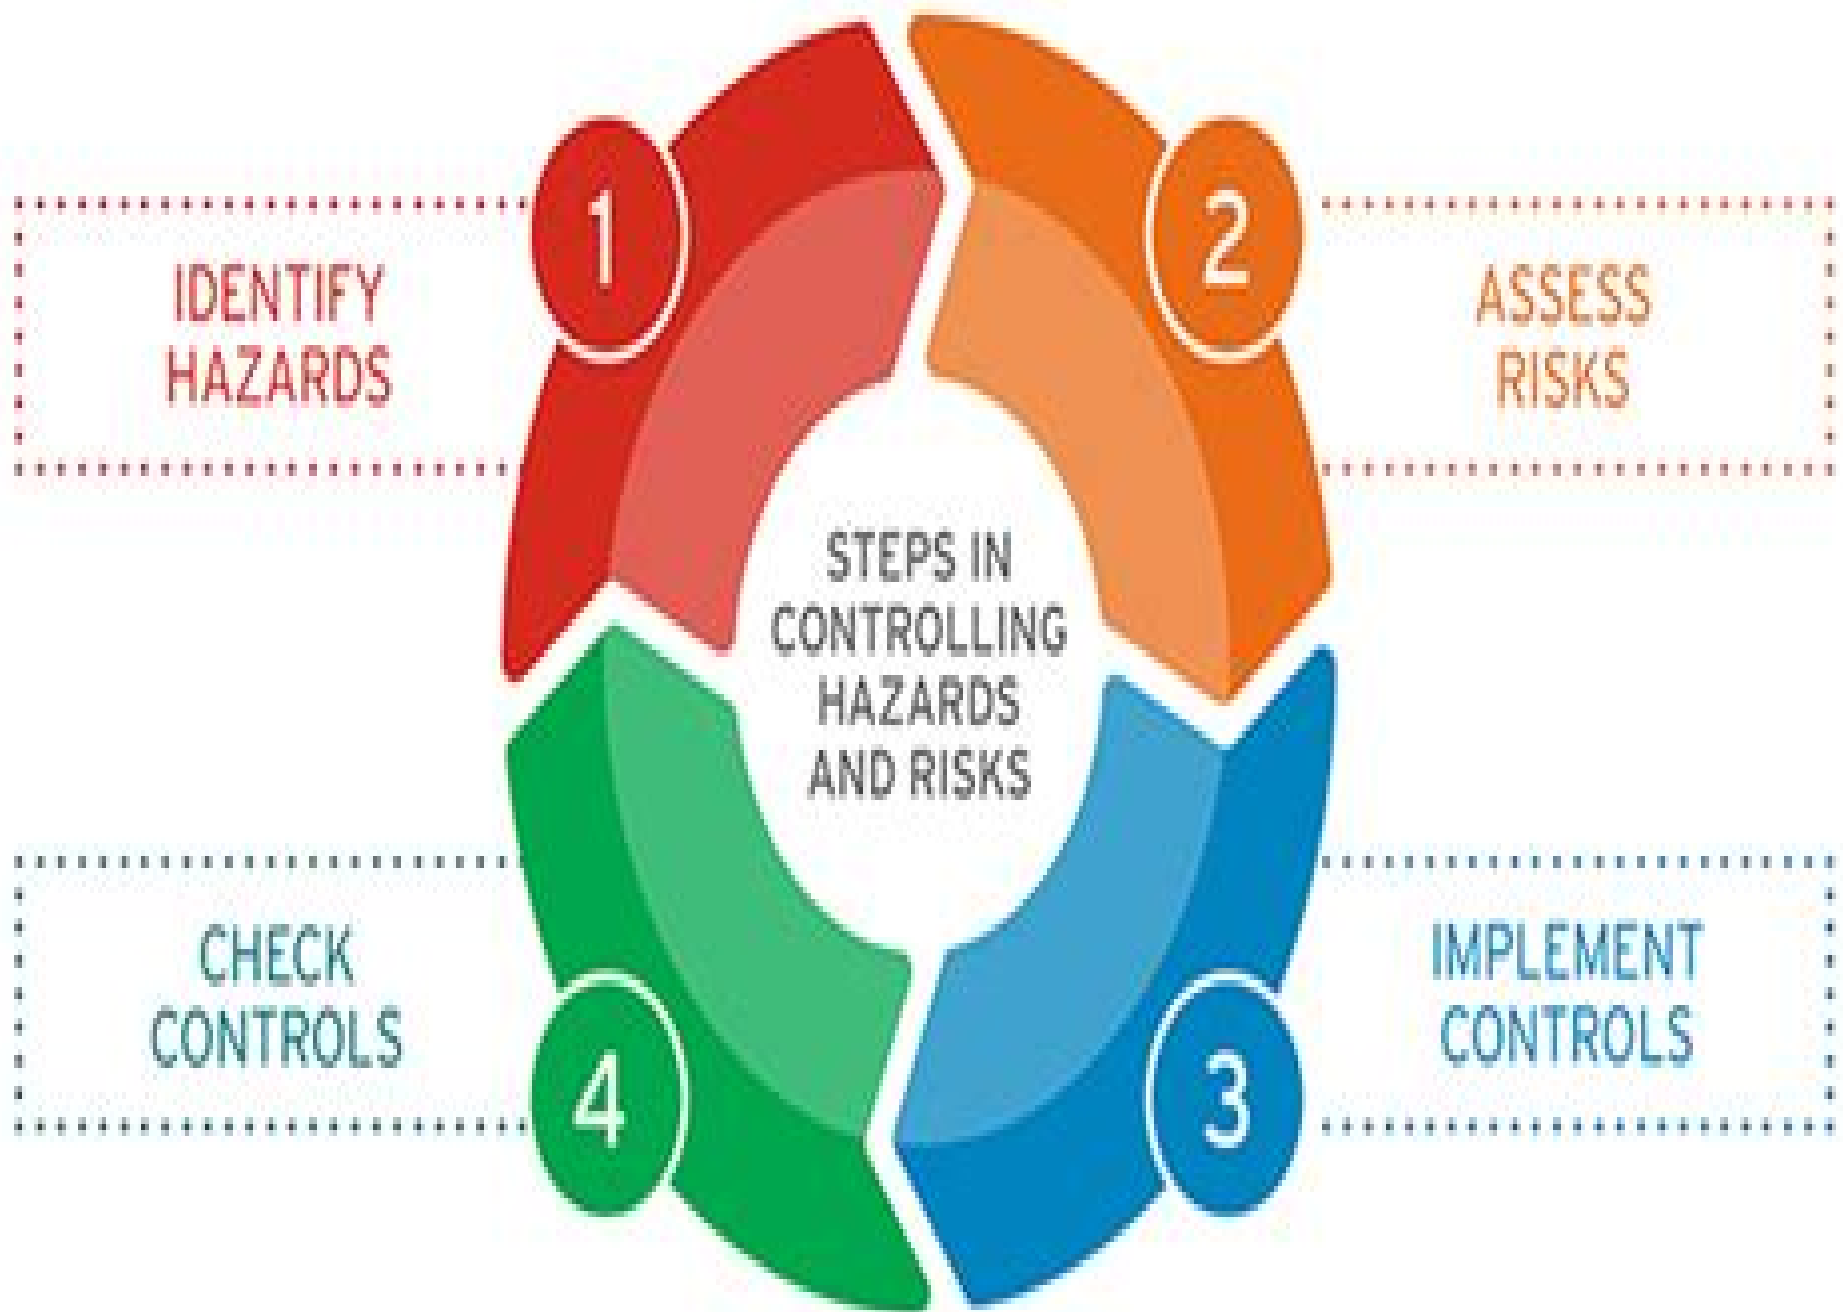 1
IDENTIFY
HAZARDS
2
ASSESS
RISKS
STEPS IN
CONTROLLING
HAZARDS
AND RISKS
3
IMPLEMENT
CONTROLS
4
CHECK
CONTROLS